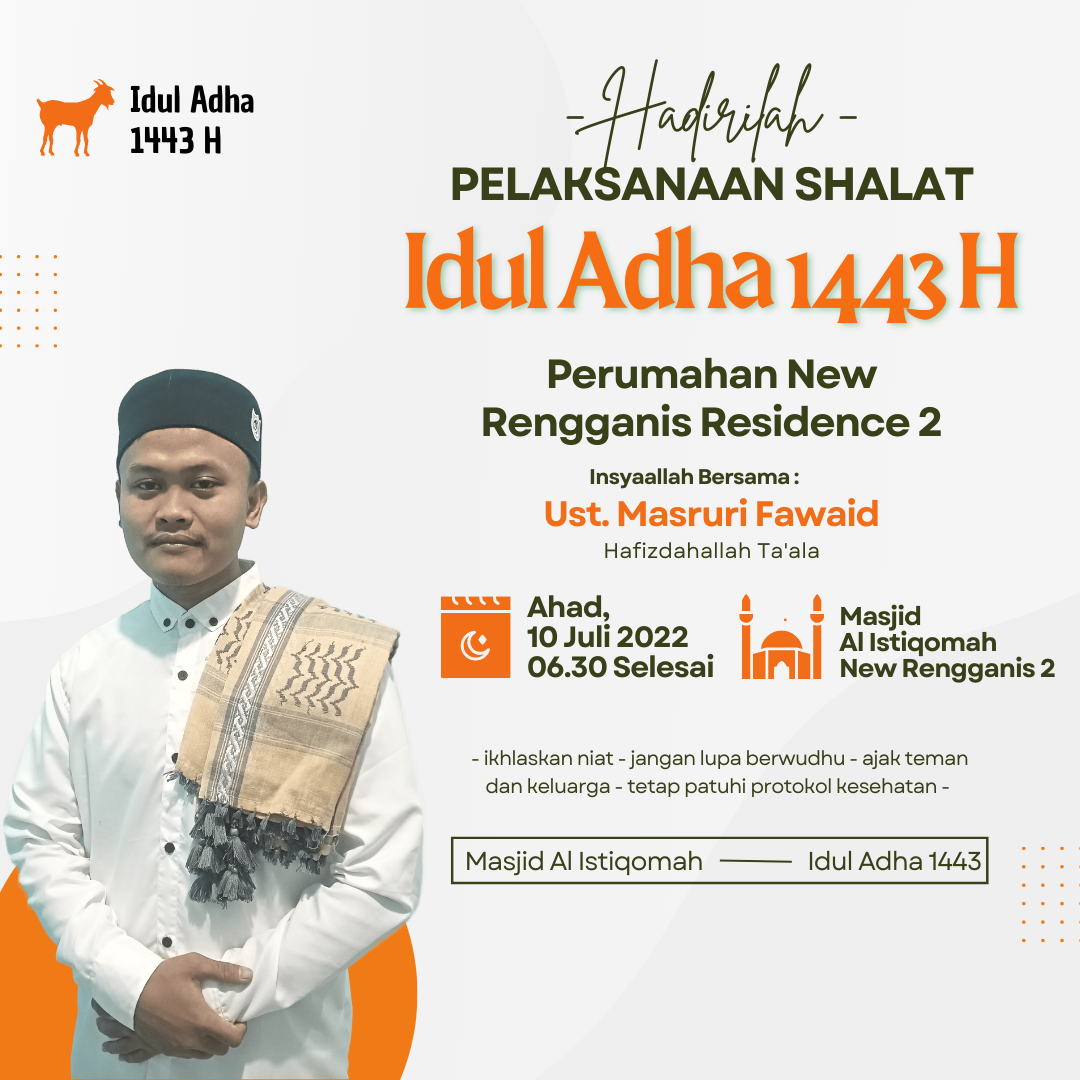 Idul Adha
1443 H
- Hadirilah -
PELAKSANAAN SHALAT
Idul Adha 1443 H
Perumahan New
Rengganis Residence 2
Insyaallah Bersama :
Ust. Masruri Fawaid
Hafizdahallah Ta'ala
Ahad,
10 Juli 2022
06.30 Selesai
Masjid
Al Istiqomah
New Rengganis 2
- ikhlaskan niat - jangan lupa berwudhu - ajak teman
dan keluarga - tetap patuhi protokol kesehatan -
Masjid Al Istiqomah — Idul Adha 1443